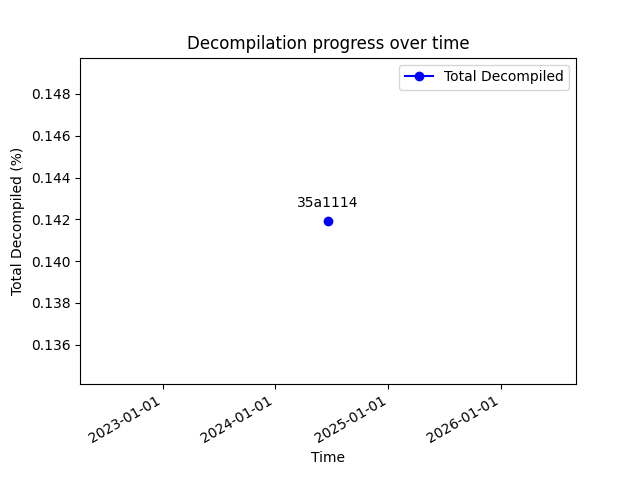 Decompilation progress over time
Total Decompiled
0.148
0.146
0.144
0.142
0.140
0.138
0.136
Total Decompiled (%)
35a1114
2023-01-01
2024-01-01
2025-01-01
2026-01-01
Time